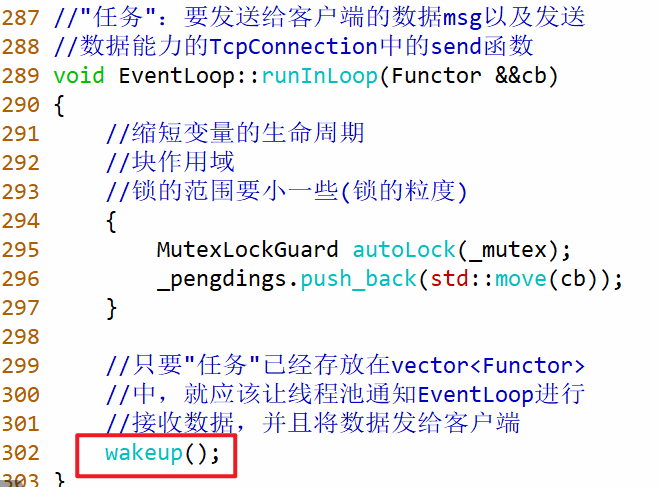 287 //"任务"：要发送给客户端的数据msg以及发送
288 //数据能力的TcpConnection中的send函数
289 void EventLoop::runInLoop(Functor &&cb)
290 {
291     //缩短变量的生命周期
292     //块作用域
293     //锁的范围要小一些(锁的粒度)
294     {
295         MutexLockGuard autoLock(_mutex);
296         _pengdings.push_back(std::move(cb));
297     }
298
299     //只要"任务"已经存放在vector<Functor>
300     //中，就应该让线程池通知EventLoop进行
301     //接收数据，并且将数据发给客户端
302     wakeup();
303 }